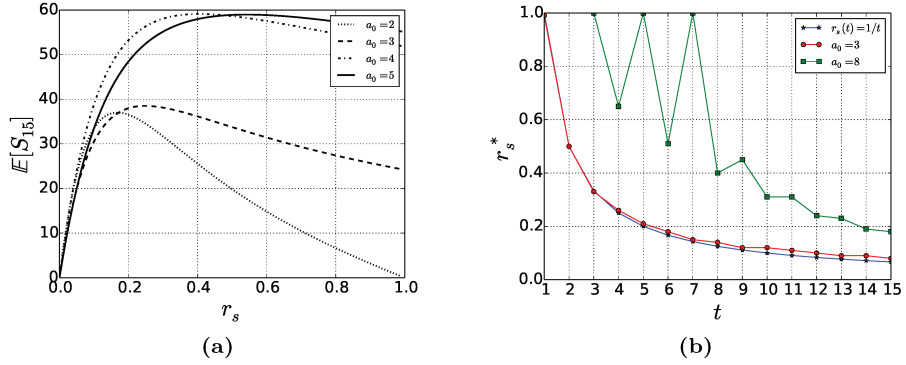 60
50
40
30
20
10
0
0.0 0.2 0.4 0.6 0.8 1.0
𝔼[S₁₅]
r_s
a₀=2
a₀=3
a₀=4
a₀=5
(a)
1.0
0.8
0.6
0.4
0.2
0.0
1 2 3 4 5 6 7 8 9 10 11 12 13 14 15
r_s*
t
r_s(t)=1/t
a₀=3
a₀=8
(b)